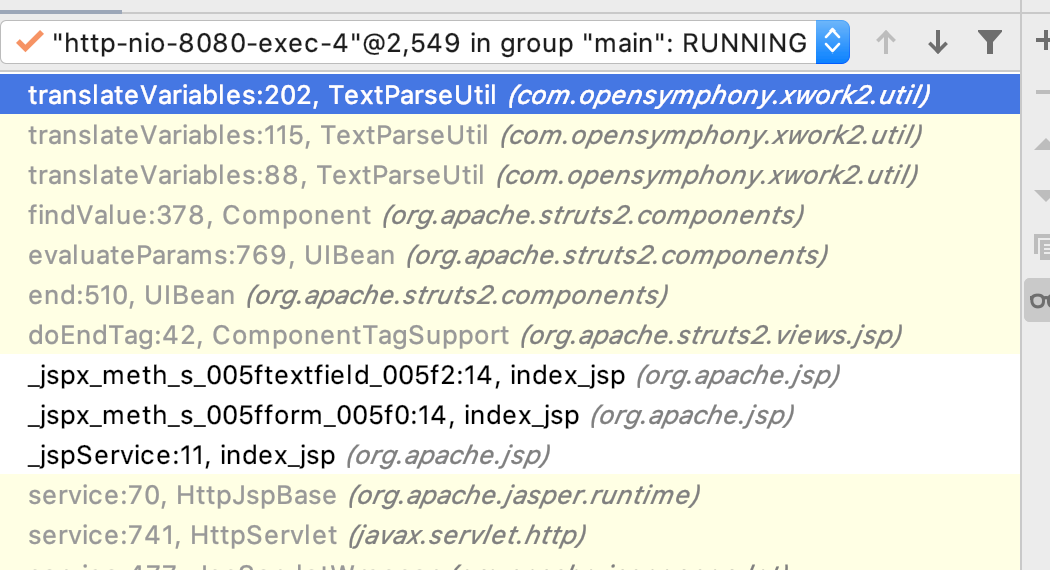 "http-nio-8080-exec-4"@2,549 in group "main": RUNNING
translateVariables:202, TextParseUtil (com.opensymphony.xwork2.util)
translateVariables:115, TextParseUtil (com.opensymphony.xwork2.util)
translateVariables:88, TextParseUtil (com.opensymphony.xwork2.util)
findValue:378, Component (org.apache.struts2.components)
evaluateParams:769, UIBean (org.apache.struts2.components)
end:510, UIBean (org.apache.struts2.components)
doEndTag:42, ComponentTagSupport (org.apache.struts2.views.jsp)
_jspx_meth_s_005ftextfield_005f2:14, index_jsp (org.apache.jsp)
_jspx_meth_s_005fform_005f0:14, index_jsp (org.apache.jsp)
_jspService:11, index_jsp (org.apache.jsp)
service:70, HttpJspBase (org.apache.jasper.runtime)
service:741, HttpServlet (javax.servlet.http)